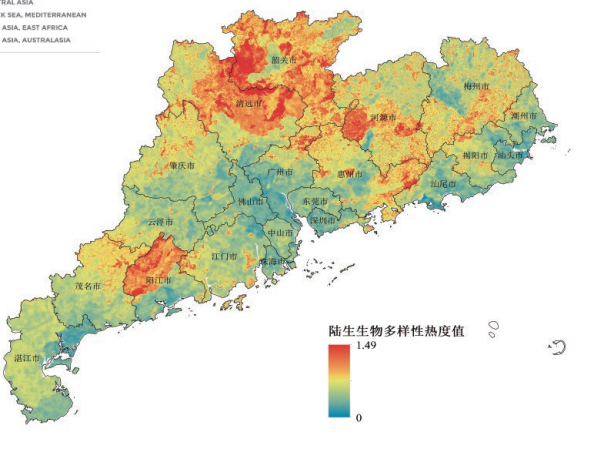 TRAL ASIA
K SEA, MEDITERRANEAN
ASIA, EAST AFRICA
ASIA, AUSTRALASIA
韶关市
梅州市
清远市
河源市
潮州市
揭阳市
汕头市
肇庆市
广州市
惠州市
汕尾市
佛山市
东莞市
云浮市
深圳市
中山市
江门市
珠海市
阳江市
茂名市
湛江市
陆生生物多样性热度值
1.49
0